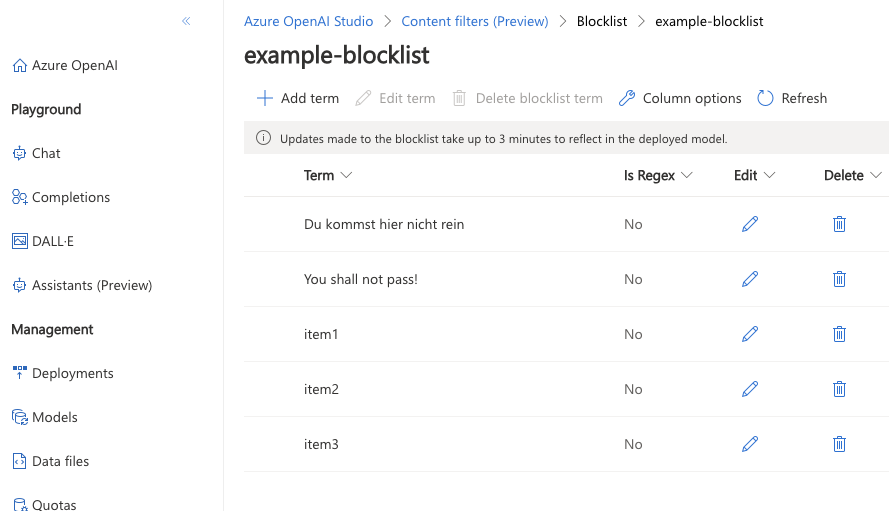 Azure OpenAI Studio > Content filters (Preview) > Blocklist > example-blocklist
example-blocklist
Azure OpenAI
Playground
Chat
Completions
DALL·E
Assistants (Preview)
Management
Deployments
Models
Data files
Quotas
Add term Edit term Delete blocklist term Column options Refresh
Updates made to the blocklist take up to 3 minutes to reflect in the deployed model.
Term Is Regex Edit Delete
Du kommst hier nicht rein No
You shall not pass! No
item1 No
item2 No
item3 No